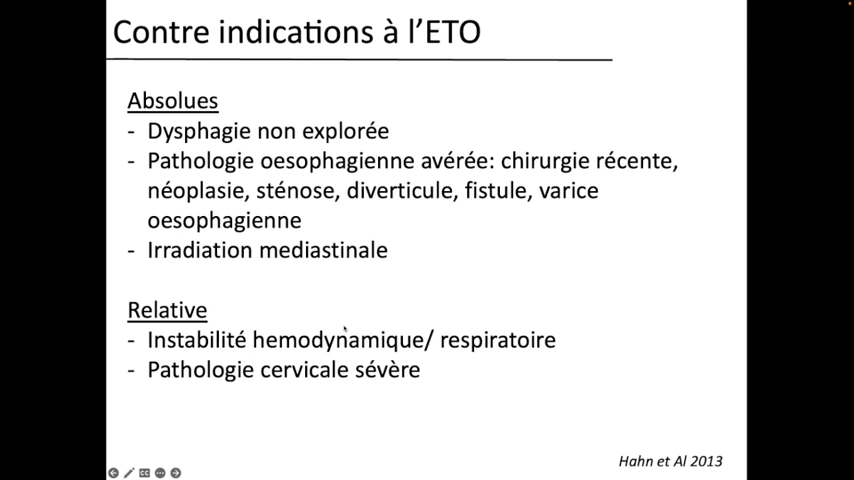 Contre indications à l'ETO
Absolues
- Dysphagie non explorée
- Pathologie oesophagienne avérée: chirurgie récente,
néoplasie, sténose, diverticule, fistule, varice
oesophagienne
- Irradiation mediastinale
Relative
- Instabilité hemodynamique/ respiratoire
- Pathologie cervicale sévère
Hahn et Al 2013